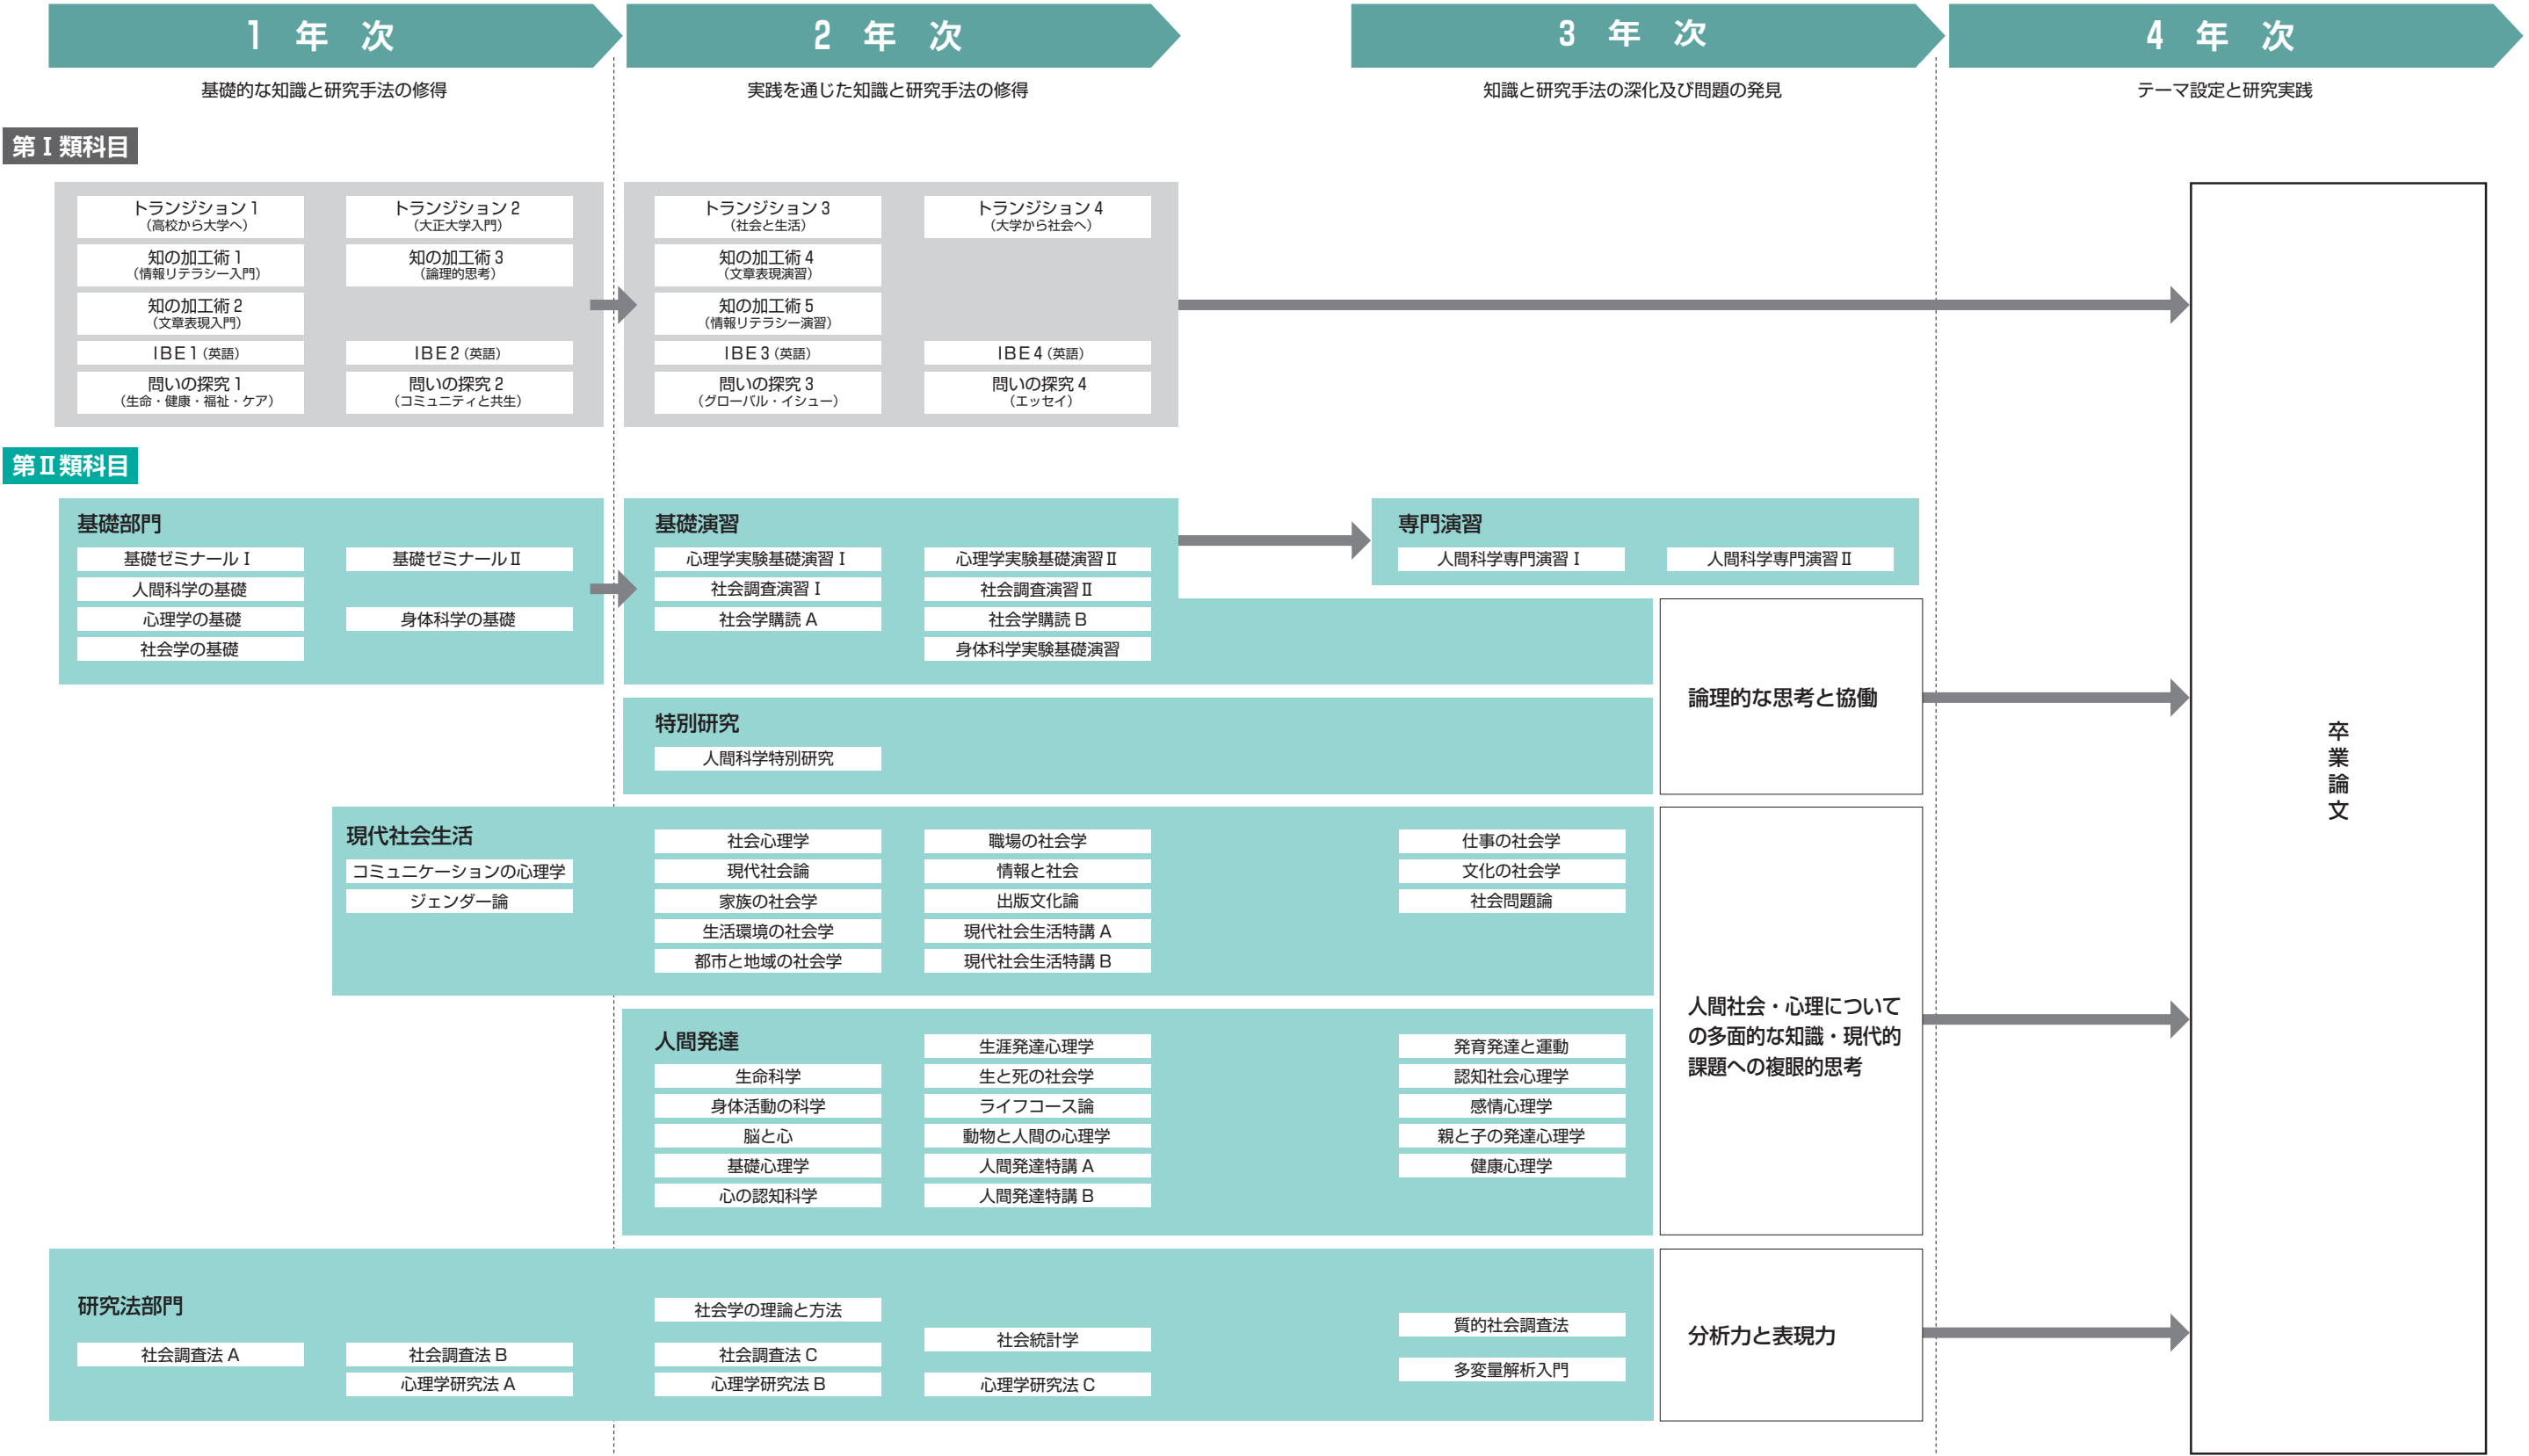 1 年 次
2 年 次
3 年 次
4 年 次
基礎的な知識と研究手法の修得
実践を通じた知識と研究手法の修得
知識と研究手法の深化及び問題の発見
テーマ設定と研究実践
第Ⅰ類科目
トランジション 1
（高校から大学へ）
トランジション 2
（大正大学入門）
知の加工術 1
（情報リテラシー入門）
知の加工術 3
（論理的思考）
知の加工術 2
（文章表現入門）
IBE 1（英語）
IBE 2（英語）
問いの探究 1
（生命・健康・福祉・ケア）
問いの探究 2
（コミュニティと共生）
トランジション 3
（社会と生活）
トランジション 4
（大学から社会へ）
知の加工術 4
（文章表現演習）
知の加工術 5
（情報リテラシー演習）
IBE 3（英語）
IBE 4（英語）
問いの探究 3
（グローバル・イシュー）
問いの探究 4
（エッセイ）
第Ⅱ類科目
基礎部門
基礎ゼミナールⅠ
基礎ゼミナールⅡ
人間科学の基礎
心理学の基礎
身体科学の基礎
社会学の基礎
基礎演習
心理学実験基礎演習Ⅰ
心理学実験基礎演習Ⅱ
社会調査演習Ⅰ
社会調査演習Ⅱ
社会学購読 A
社会学購読 B
身体科学実験基礎演習
専門演習
人間科学専門演習Ⅰ
人間科学専門演習Ⅱ
特別研究
人間科学特別研究
論理的な思考と協働
現代社会生活
コミュニケーションの心理学
ジェンダー論
社会心理学
職場の社会学
仕事の社会学
現代社会論
情報と社会
文化の社会学
家族の社会学
出版文化論
社会問題論
生活環境の社会学
現代社会生活特講 A
都市と地域の社会学
現代社会生活特講 B
人間発達
生涯発達心理学
発育発達と運動
生命科学
生と死の社会学
認知社会心理学
身体活動の科学
ライフコース論
感情心理学
脳と心
動物と人間の心理学
親と子の発達心理学
基礎心理学
人間発達特講 A
健康心理学
心の認知科学
人間発達特講 B
人間社会・心理について
の多面的な知識・現代的
課題への複眼的思考
研究法部門
社会調査法 A
社会調査法 B
心理学研究法 A
社会学の理論と方法
社会調査法 C
心理学研究法 B
社会統計学
心理学研究法 C
質的社会調査法
多変量解析入門
分析力と表現力
卒業論文